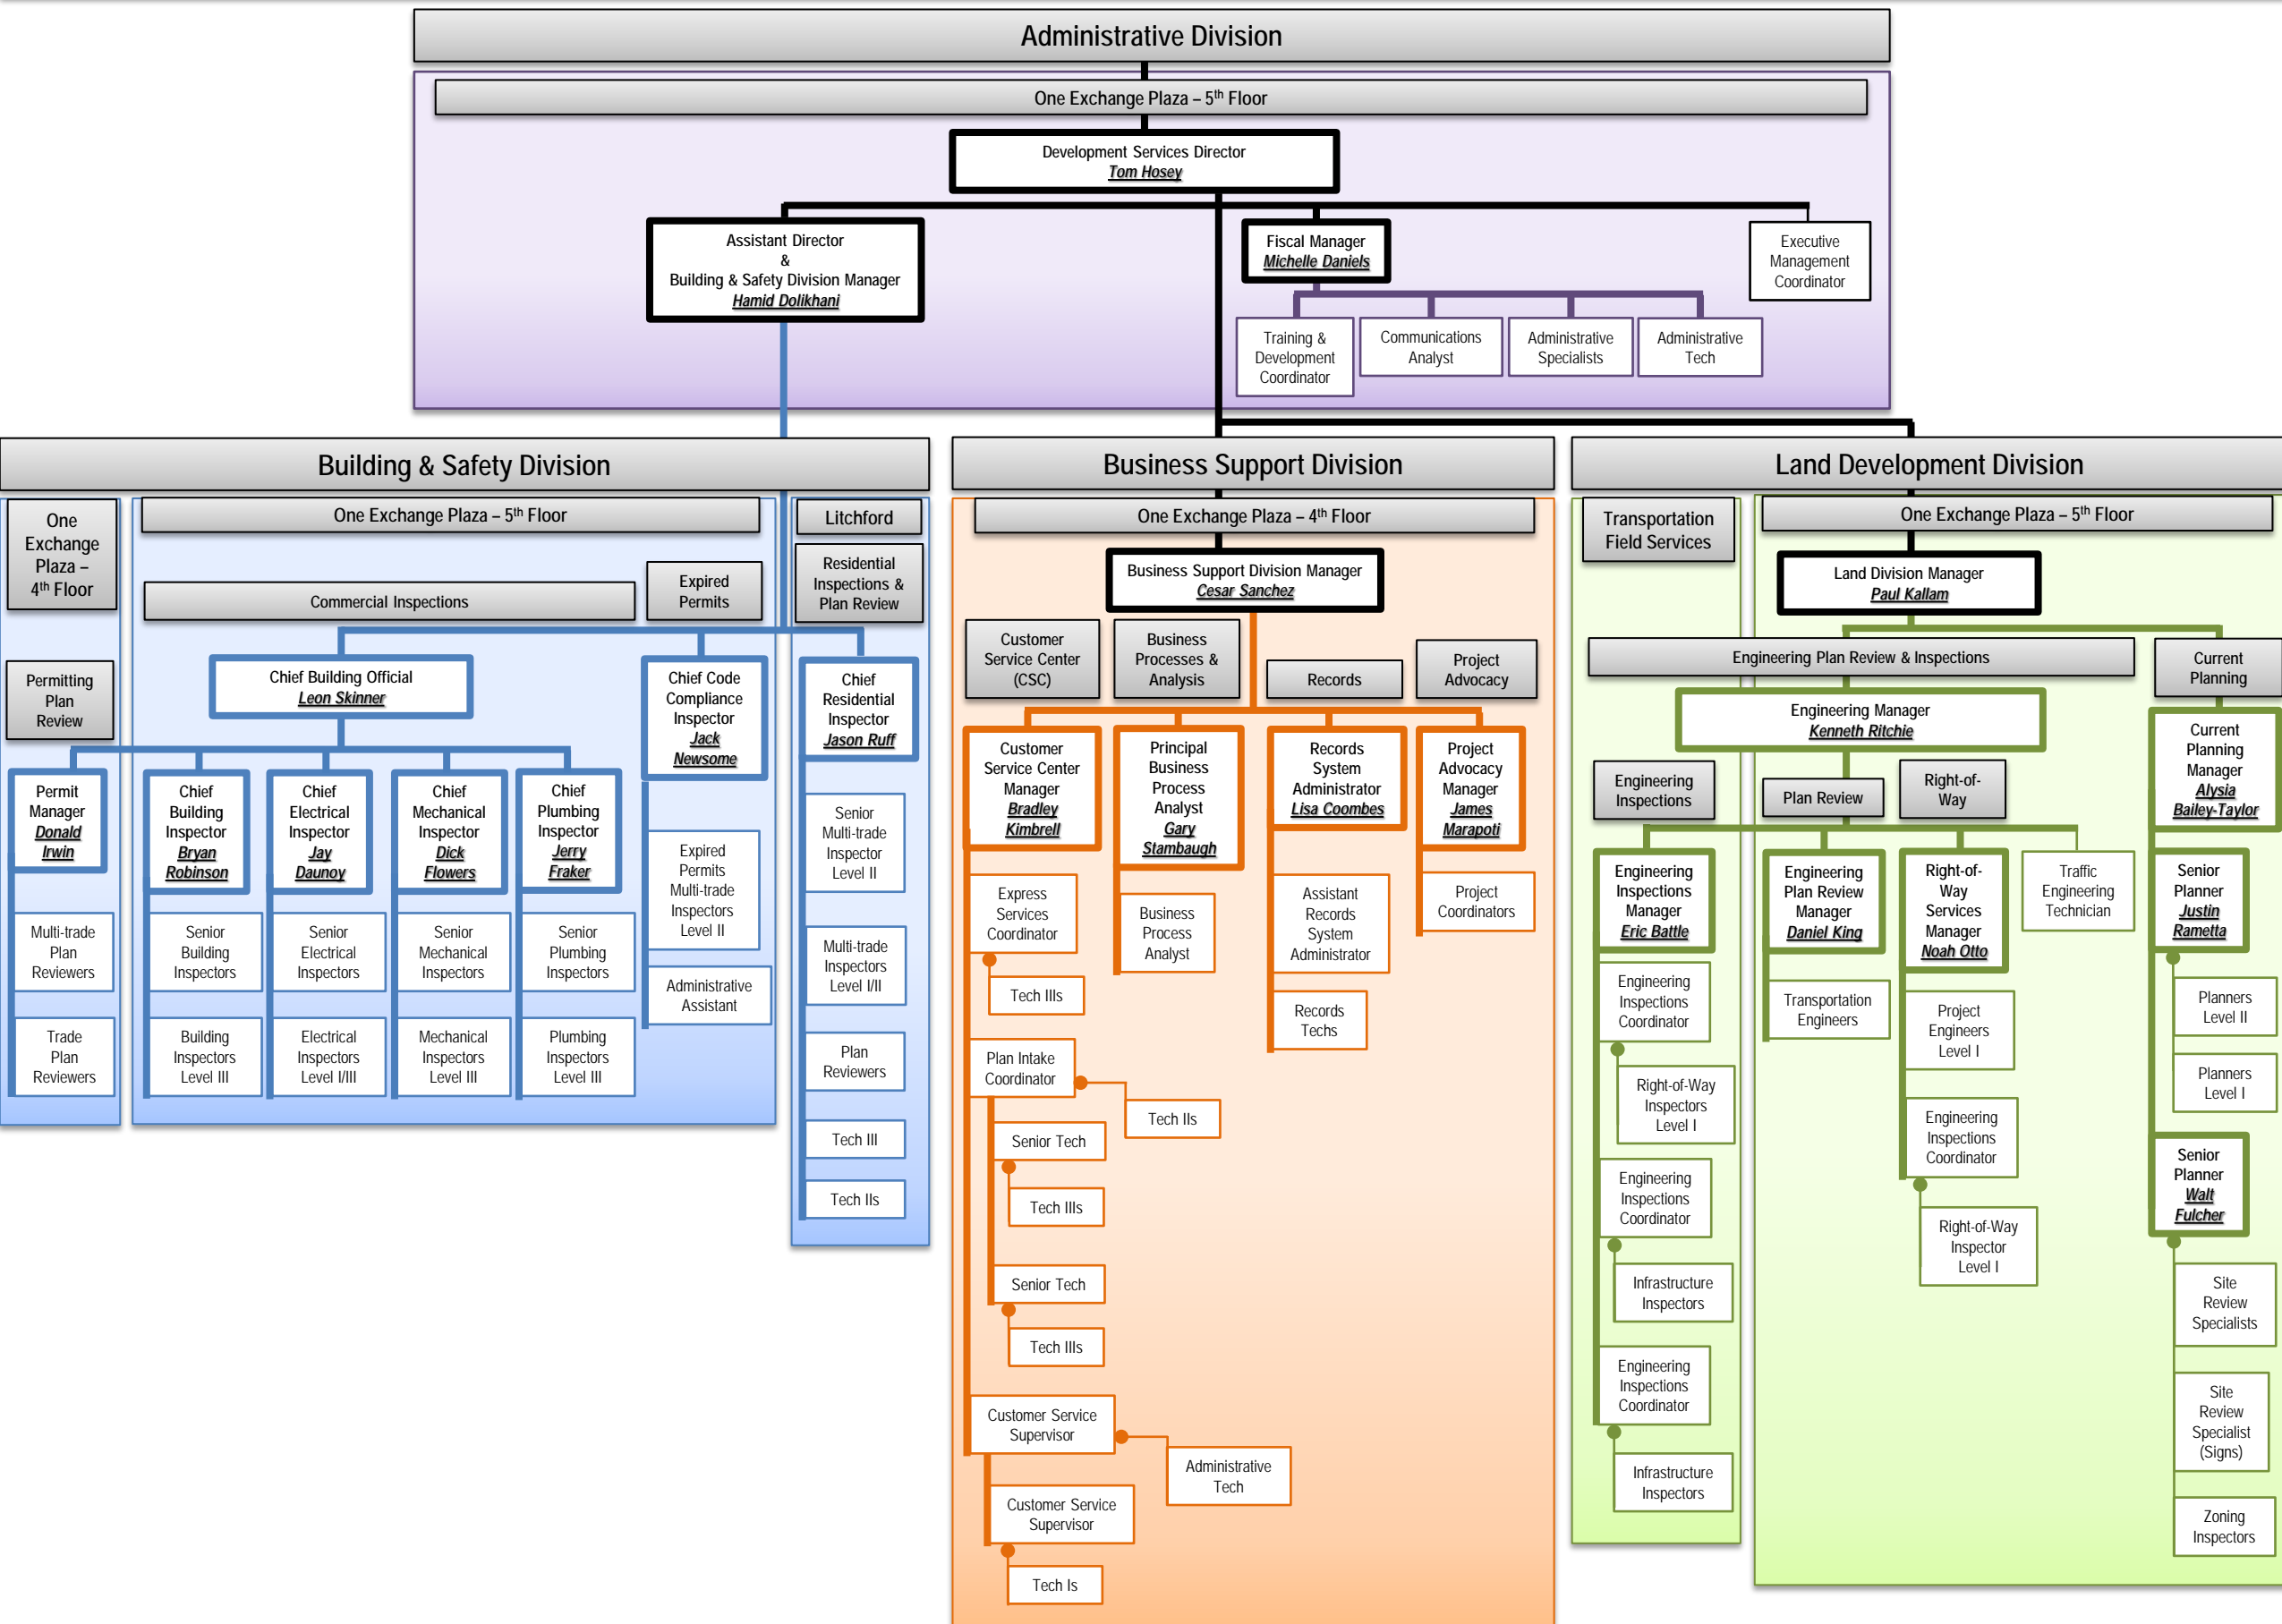 Administrative Division
One Exchange Plaza – 5th Floor
Development Services Director
Tom Hosey
Assistant Director
&
Building & Safety Division Manager
Hamid Dolikhani
Fiscal Manager
Michelle Daniels
Executive
Management
Coordinator
Training &
Development
Coordinator
Communications
Analyst
Administrative
Specialists
Administrative
Tech
Building & Safety Division
One
Exchange
Plaza –
4th Floor
One Exchange Plaza – 5th Floor
Litchford
Commercial Inspections
Expired
Permits
Residential
Inspections &
Plan Review
Permitting
Plan
Review
Chief Building Official
Leon Skinner
Chief Code
Compliance
Inspector
Jack
Newsome
Chief
Residential
Inspector
Jason Ruff
Permit
Manager
Donald
Irwin
Chief
Building
Inspector
Bryan
Robinson
Chief
Electrical
Inspector
Jay
Daunoy
Chief
Mechanical
Inspector
Dick
Flowers
Chief
Plumbing
Inspector
Jerry
Fraker
Multi-trade
Plan
Reviewers
Trade
Plan
Reviewers
Senior
Building
Inspectors
Building
Inspectors
Level III
Senior
Electrical
Inspectors
Electrical
Inspectors
Level I/III
Senior
Mechanical
Inspectors
Mechanical
Inspectors
Level III
Senior
Plumbing
Inspectors
Plumbing
Inspectors
Level III
Expired
Permits
Multi-trade
Inspectors
Level II
Administrative
Assistant
Senior
Multi-trade
Inspector
Level II
Multi-trade
Inspectors
Level I/II
Plan
Reviewers
Tech III
Tech IIs
Business Support Division
One Exchange Plaza – 4th Floor
Business Support Division Manager
Cesar Sanchez
Customer
Service Center
(CSC)
Business
Processes &
Analysis
Records
Project
Advocacy
Customer
Service Center
Manager
Bradley
Kimbrell
Principal
Business
Process
Analyst
Gary
Stambaugh
Records
System
Administrator
Lisa Coombes
Project
Advocacy
Manager
James
Marapoti
Express
Services
Coordinator
Tech IIIs
Business
Process
Analyst
Assistant
Records
System
Administrator
Records
Techs
Project
Coordinators
Plan Intake
Coordinator
Tech IIs
Senior Tech
Tech IIIs
Senior Tech
Tech IIIs
Customer Service
Supervisor
Administrative
Tech
Customer Service
Supervisor
Tech Is
Land Development Division
Transportation
Field Services
One Exchange Plaza – 5th Floor
Land Division Manager
Paul Kallam
Engineering Plan Review & Inspections
Current
Planning
Engineering Manager
Kenneth Ritchie
Current
Planning
Manager
Alysia
Bailey-Taylor
Engineering
Inspections
Plan Review
Right-of-
Way
Engineering
Inspections
Manager
Eric Battle
Engineering
Plan Review
Manager
Daniel King
Right-of-
Way
Services
Manager
Noah Otto
Traffic
Engineering
Technician
Senior
Planner
Justin
Rametta
Engineering
Inspections
Coordinator
Right-of-Way
Inspectors
Level I
Engineering
Inspections
Coordinator
Infrastructure
Inspectors
Engineering
Inspections
Coordinator
Infrastructure
Inspectors
Transportation
Engineers
Project
Engineers
Level I
Engineering
Inspections
Coordinator
Right-of-Way
Inspector
Level I
Planners
Level II
Planners
Level I
Senior
Planner
Walt
Fulcher
Site
Review
Specialists
Site
Review
Specialist
(Signs)
Zoning
Inspectors